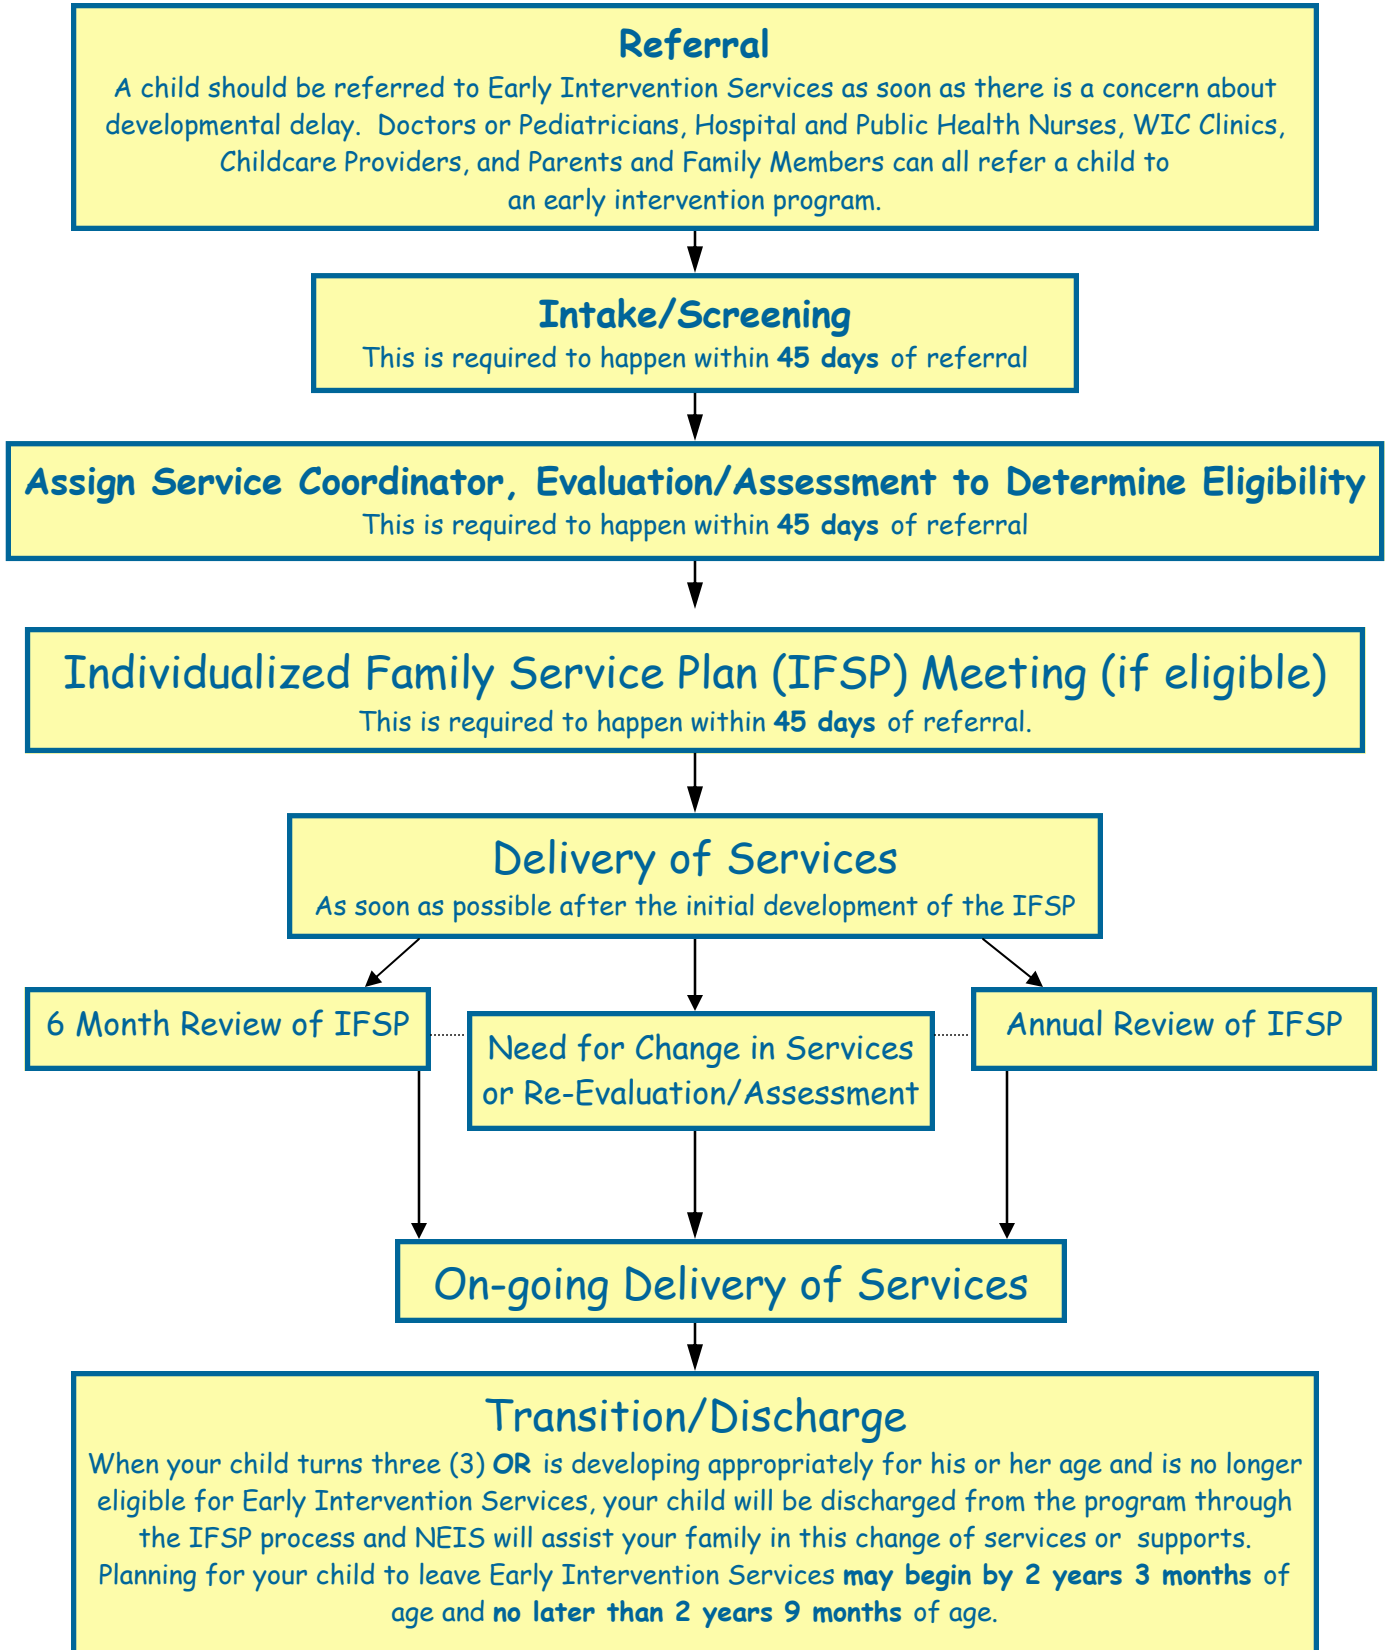 Referral
A child should be referred to Early Intervention Services as soon as there is a concern about
developmental delay.  Doctors or Pediatricians, Hospital and Public Health Nurses, WIC Clinics,
Childcare Providers, and Parents and Family Members can all refer a child to
an early intervention program.
Intake/Screening
This is required to happen within 45 days of referral
Assign Service Coordinator, Evaluation/Assessment to Determine Eligibility
This is required to happen within 45 days of referral
Individualized Family Service Plan (IFSP) Meeting (if eligible)
This is required to happen within 45 days of referral.
Delivery of Services
As soon as possible after the initial development of the IFSP
6 Month Review of IFSP
Need for Change in Services
or Re-Evaluation/Assessment
Annual Review of IFSP
On-going Delivery of Services
Transition/Discharge
When your child turns three (3) OR is developing appropriately for his or her age and is no longer
eligible for Early Intervention Services, your child will be discharged from the program through
the IFSP process and NEIS will assist your family in this change of services or  supports.
Planning for your child to leave Early Intervention Services may begin by 2 years 3 months of
age and no later than 2 years 9 months of age.